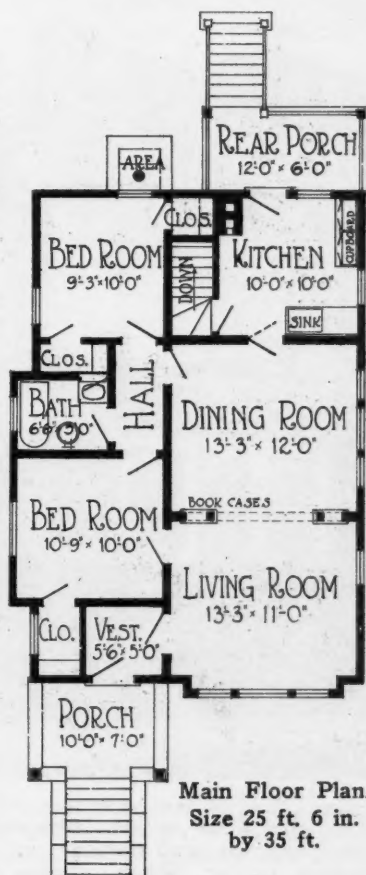 REAR PORCH
12'-0" × 6'-0"
AREA
CLOS.
BED ROOM
9'-3" × 10'-0"
DOWN
KITCHEN
10'-0" × 10'-0"
CUPBOARD
SINK
CLOS.
HALL
BATH
DINING ROOM
13'-3" × 12'-0"
BOOK CASES
BED ROOM
10'-9" × 10'-0"
LIVING ROOM
13'-3" × 11'-0"
CLO.
VEST.
5'-6" × 5'-0"
PORCH
10'-0" × 7'-0"
Main Floor Plan
Size 25 ft. 6 in.
by 35 ft.